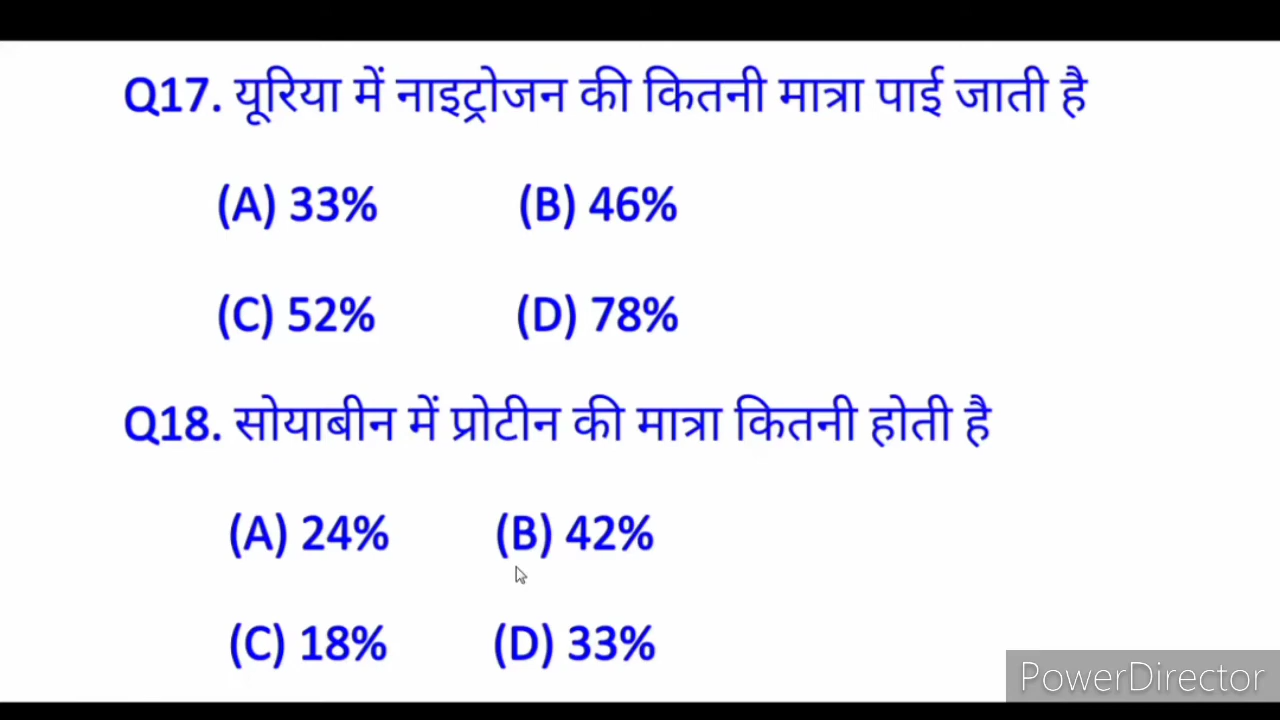 Q17. यूरिया में नाइट्रोजन की कितनी मात्रा पाई जाती है
(A) 33% (B) 46%
(C) 52% (D) 78%
Q18. सोयाबीन में प्रोटीन की मात्रा कितनी होती है
(A) 24% (B) 42%
(C) 18% (D) 33%
PowerDirector